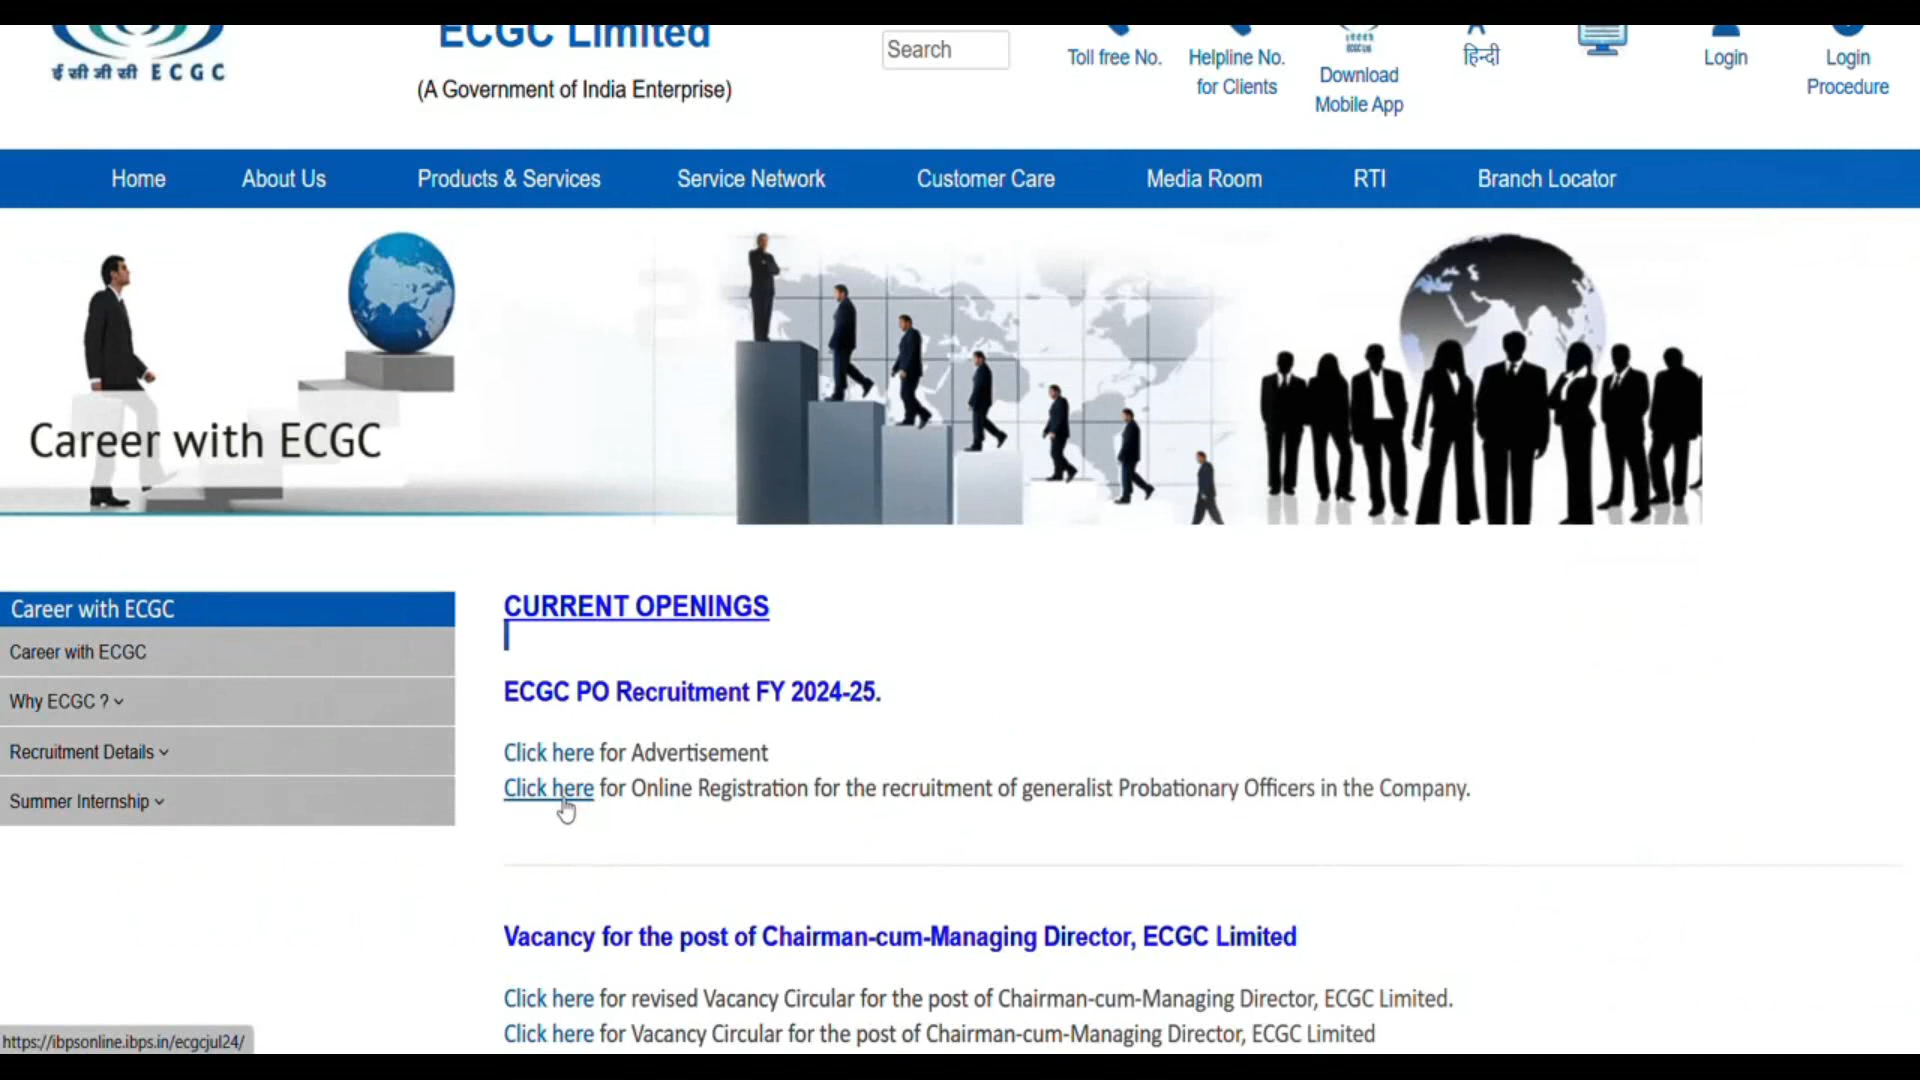 ECGC Limited
(A Government of India Enterprise)
ई सी जी सी ECGC
Search
Toll free No.
Helpline No.
for Clients
Download
Mobile App
हिन्दी
Login
Login
Procedure
Home About Us Products & Services Service Network Customer Care Media Room RTI Branch Locator
Career with ECGC
Career with ECGC
Career with ECGC
Why ECGC ?
Recruitment Details
Summer Internship
CURRENT OPENINGS
ECGC PO Recruitment FY 2024-25.
Click here for Advertisement
Click here for Online Registration for the recruitment of generalist Probationary Officers in the Company.
Vacancy for the post of Chairman-cum-Managing Director, ECGC Limited
Click here for revised Vacancy Circular for the post of Chairman-cum-Managing Director, ECGC Limited.
Click here for Vacancy Circular for the post of Chairman-cum-Managing Director, ECGC Limited
https://ibpsonline.ibps.in/ecgcjul24/